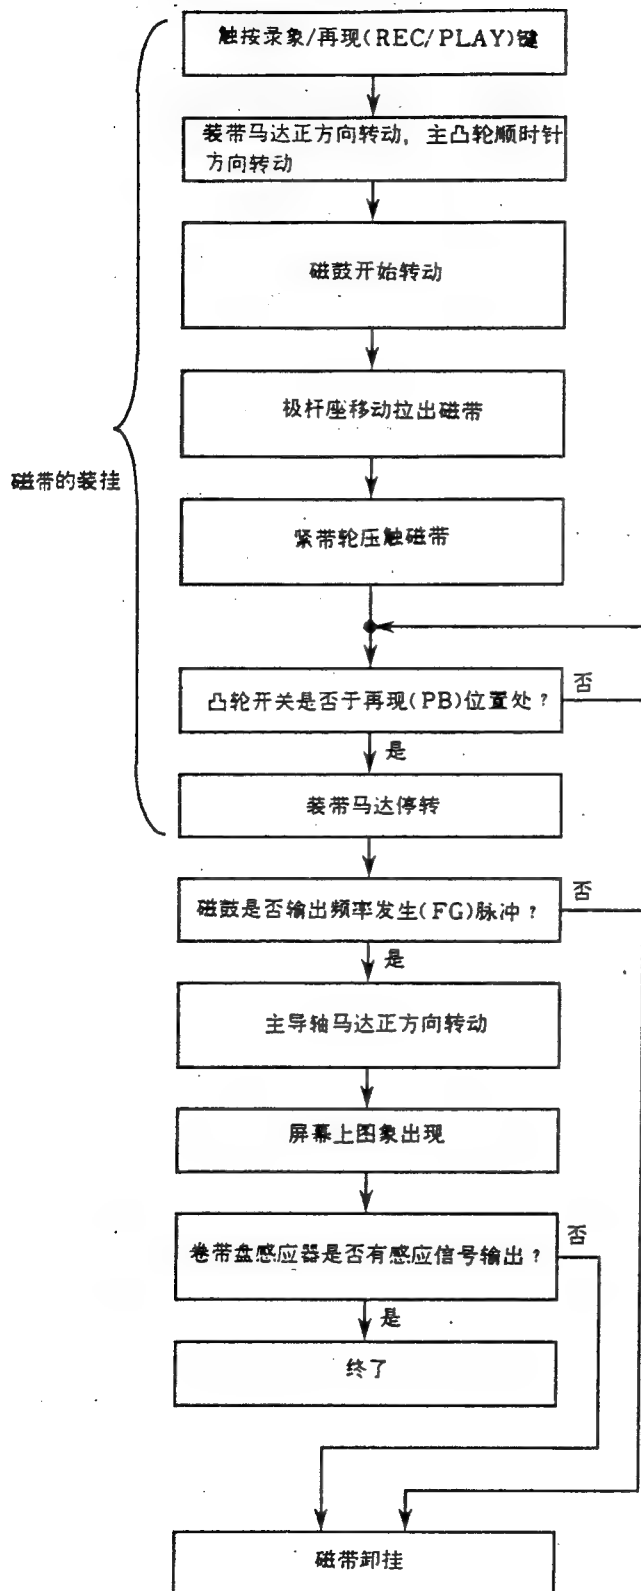 触按录象/再现(REC/PLAY)键
装带马达正方向转动，主凸轮顺时针
方向转动
磁鼓开始转动
极杆座移动拉出磁带
磁带的装挂
紧带轮压触磁带
凸轮开关是否于再现(PB)位置处？
否
是
装带马达停转
磁鼓是否输出频率发生(FG)脉冲？
否
是
主导轴马达正方向转动
屏幕上图象出现
卷带盘感应器是否有感应信号输出？
否
是
终了
磁带卸挂